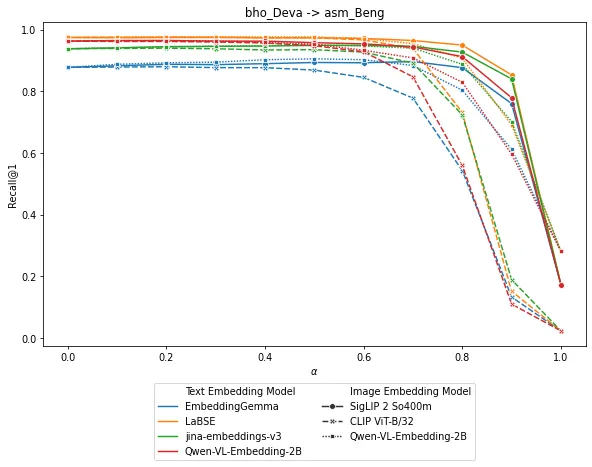 bho_Deva -> asm_Beng
Recall@1
1.0
0.8
0.6
0.4
0.2
0.0
0.0 0.2 0.4 0.6 0.8 1.0
α
Text Embedding Model
EmbeddingGemma
LaBSE
jina-embeddings-v3
Qwen-VL-Embedding-2B
Image Embedding Model
SigLIP 2 So400m
CLIP ViT-B/32
Qwen-VL-Embedding-2B